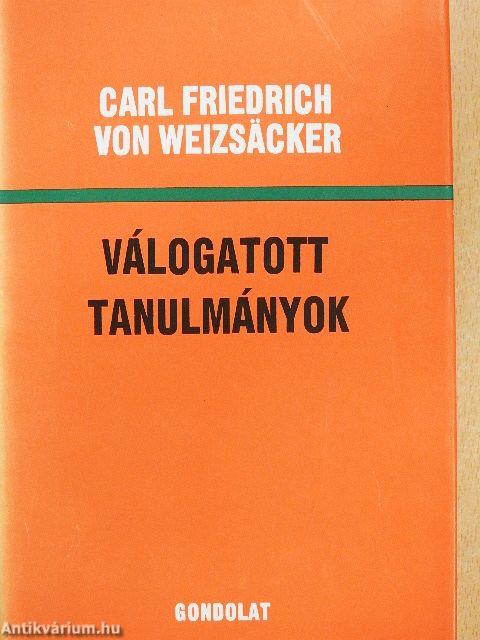 CARL FRIEDRICH
VON WEIZSÄCKER
VÁLOGATOTT
TANULMÁNYOK
GONDOLAT
Antikvárium.hu